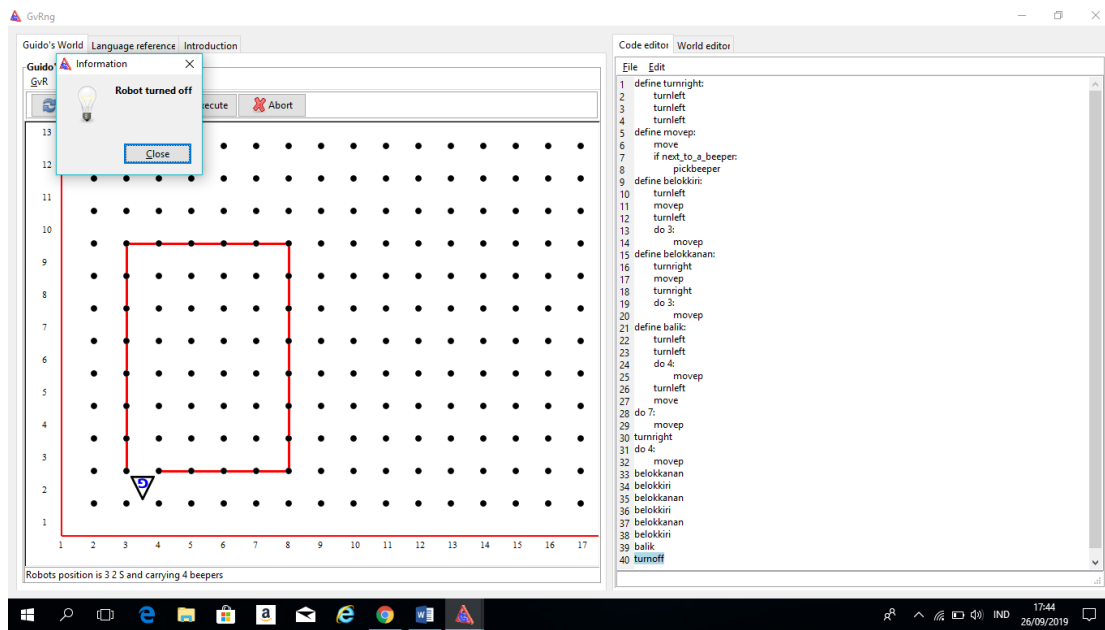 GvRng
Guido's World Language reference Introduction
Guido'
GvR
Information
Robot turned off
Close
Abort
13
12
11
10
9
8
7
6
5
4
3
2
1
G
1 2 3 4 5 6 7 8 9 10 11 12 13 14 15 16 17
Robots position is 3 2 S and carrying 4 beepers
Code editor World editor
File Edit
1 define turnright:
2 turnleft
3 turnleft
4 turnleft
5 define movep:
6 move
7 if next_to_a_beeper:
8 pickbeeper
9 define belokkiri:
10 turnleft
11 movep
12 turnleft
13 do 3:
14 movep
15 define belokkanan:
16 turnright
17 movep
18 turnright
19 do 3:
20 movep
21 define balik:
22 turnleft
23 turnleft
24 do 4:
25 movep
26 turnleft
27 move
28 do 7:
29 movep
30 turnright
31 do 4:
32 movep
33 belokkanan
34 belokkiri
35 belokkanan
36 belokkiri
37 belokkanan
38 belokkiri
39 balik
40 turnoff
IND
17:44
26/09/2019